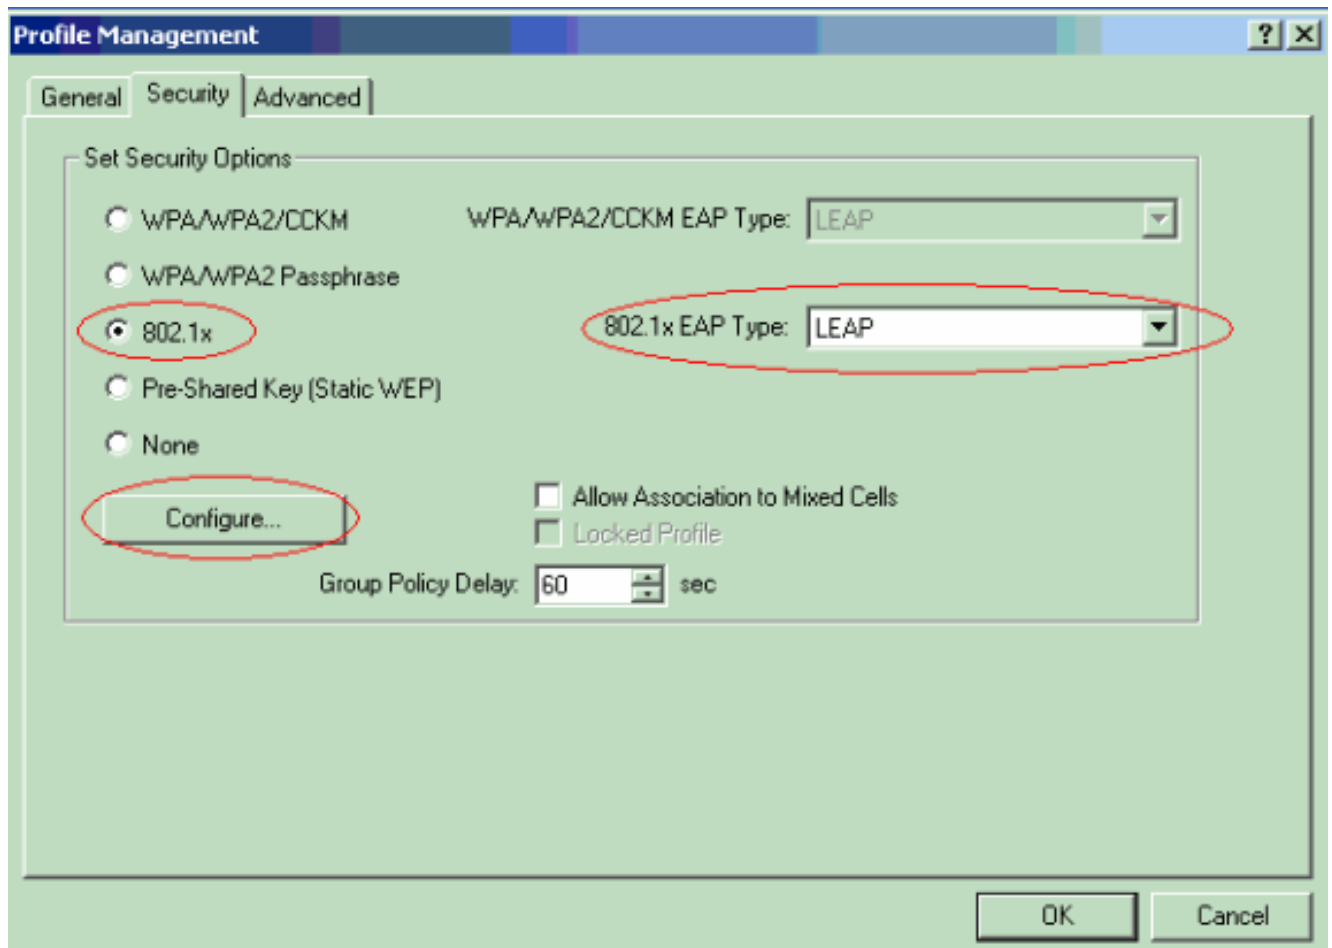 Profile Management
General Security Advanced
Set Security Options
WPA/WPA2/CCKM WPA/WPA2/CCKM EAP Type: LEAP
WPA/WPA2 Passphrase
802.1x 802.1x EAP Type: LEAP
Pre-Shared Key (Static WEP)
None
Configure... Allow Association to Mixed Cells
Locked Profile
Group Policy Delay: 60 sec
OK Cancel